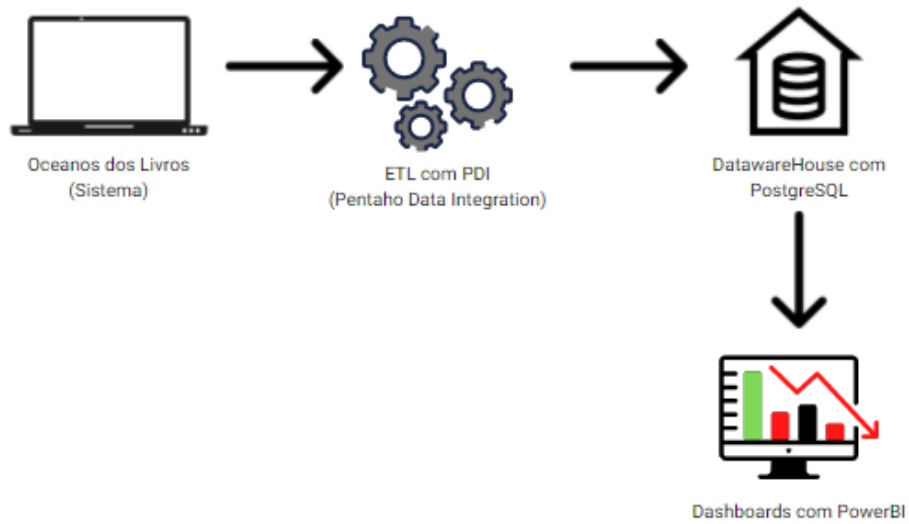 Oceanos dos Livros
(Sistema)
ETL com PDI
(Pentaho Data Integration)
DatawareHouse com
PostgreSQL
Dashboards com PowerBI